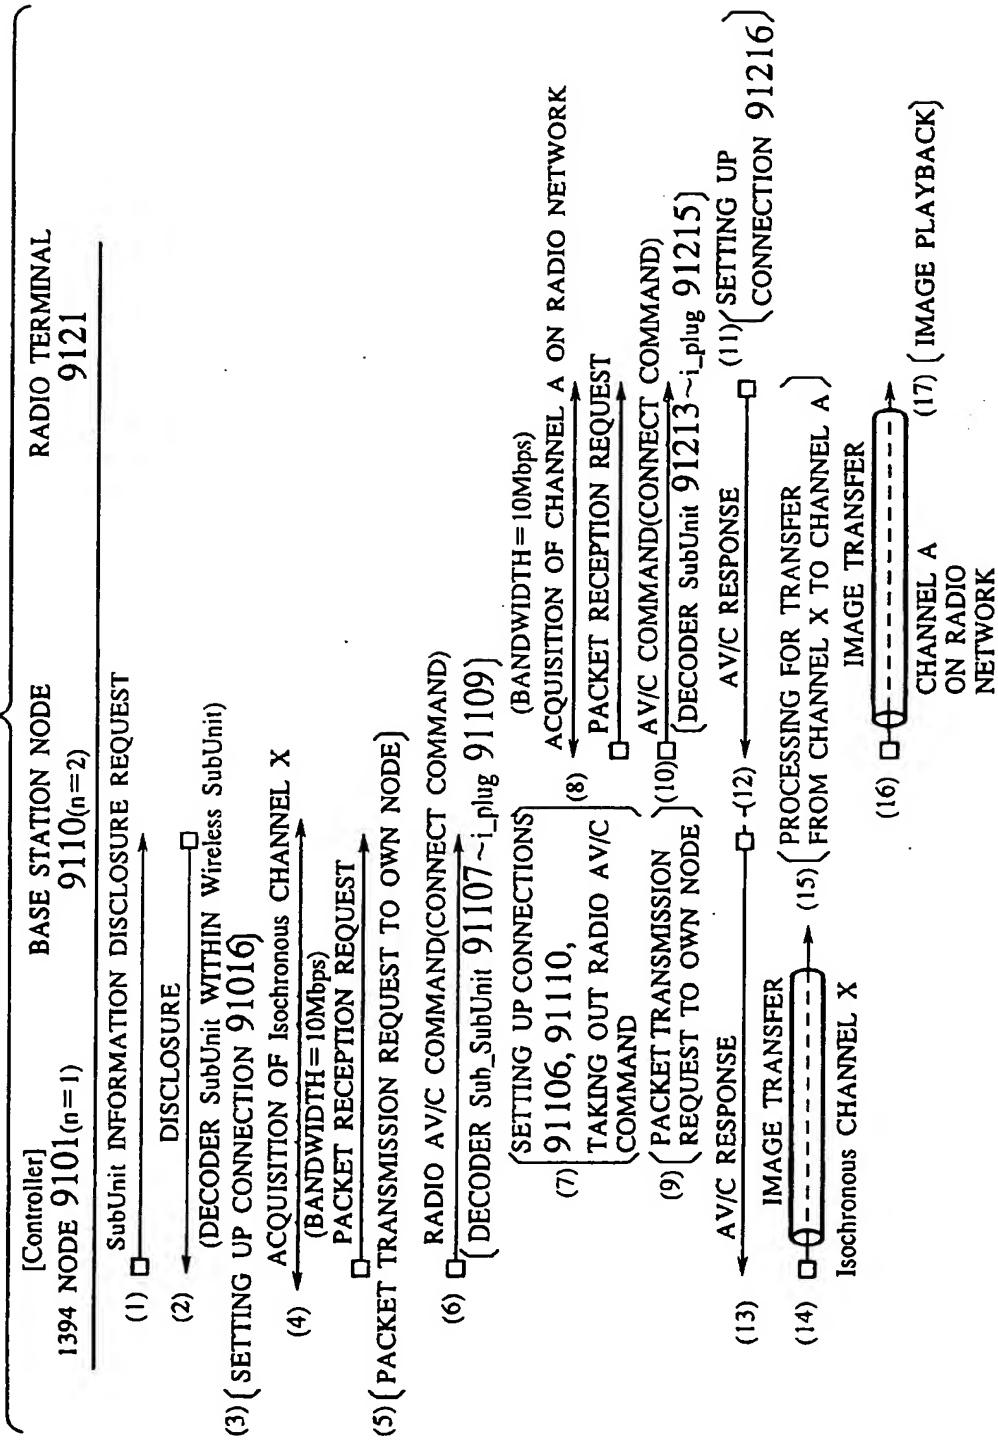 [Controller]
1394 NODE 9101(n=1)
BASE STATION NODE
9110(n=2)
RADIO TERMINAL
9121
SubUnit INFORMATION DISCLOSURE REQUEST
(1)
DISCLOSURE
(2)
(DECODER SubUnit WITHIN Wireless SubUnit)
(3) [SETTING UP CONNECTION 91016]
ACQUISITION OF Isochronous CHANNEL X
(4)
(BANDWIDTH=10Mbps)
PACKET RECEPTION REQUEST
(5) [PACKET TRANSMISSION REQUEST TO OWN NODE]
RADIO AV/C COMMAND(CONNECT COMMAND)
(6)
[DECODER Sub_SubUnit 91107~i_plug 91109]
(7) [SETTING UP CONNECTIONS
91106, 91110,
TAKING OUT RADIO AV/C
COMMAND]
(BANDWIDTH=10Mbps)
ACQUISITION OF CHANNEL A ON RADIO NETWORK
(8)
PACKET RECEPTION REQUEST
(9) [PACKET TRANSMISSION
REQUEST TO OWN NODE]
AV/C COMMAND(CONNECT COMMAND)
(10)
[DECODER SubUnit 91213~i_plug 91215]
(11) [SETTING UP
CONNECTION 91216]
AV/C RESPONSE
(12)
AV/C RESPONSE
(13)
IMAGE TRANSFER
(14)
Isochronous CHANNEL X
(15) [PROCESSING FOR TRANSFER
FROM CHANNEL X TO CHANNEL A]
IMAGE TRANSFER
(16)
CHANNEL A
ON RADIO
NETWORK
(17) [IMAGE PLAYBACK]